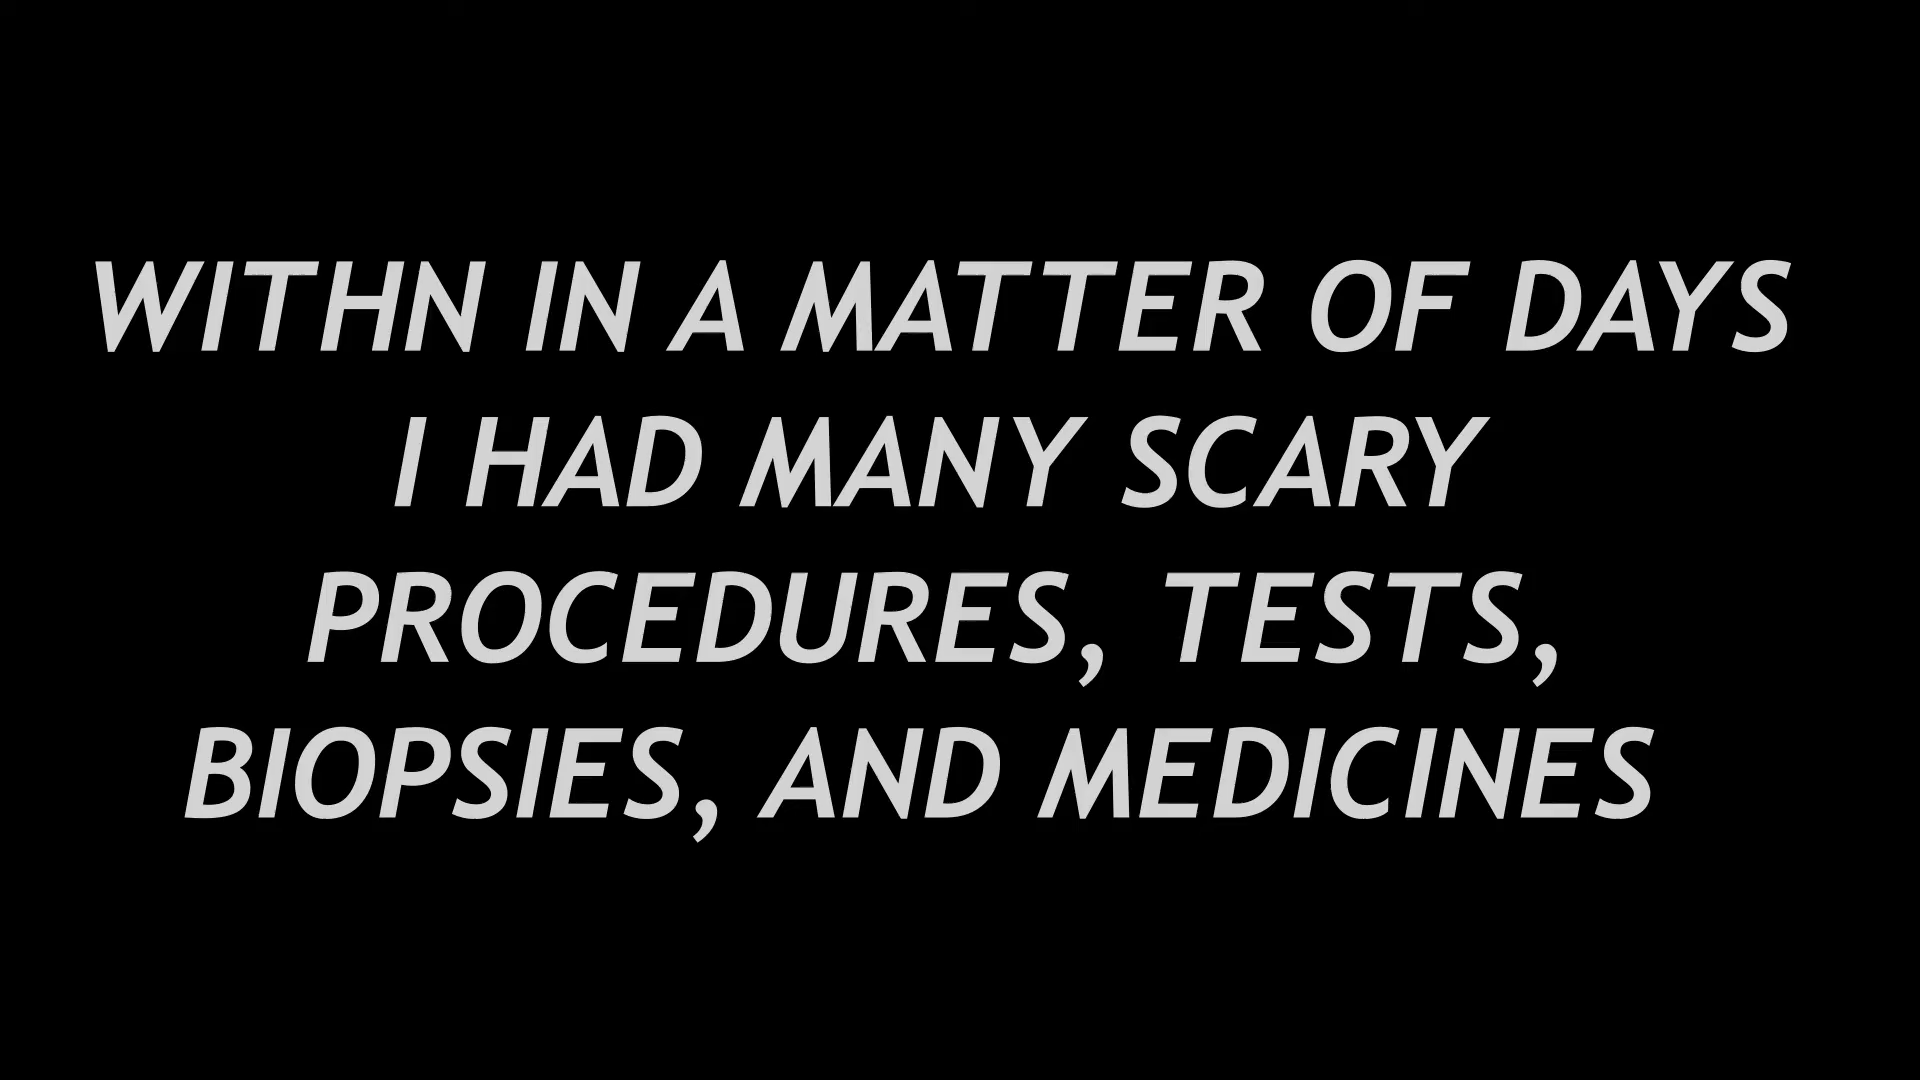 WITHN IN A MATTER OF DAYS
I HAD MANY SCARY
PROCEDURES, TESTS,
BIOPSIES, AND MEDICINES